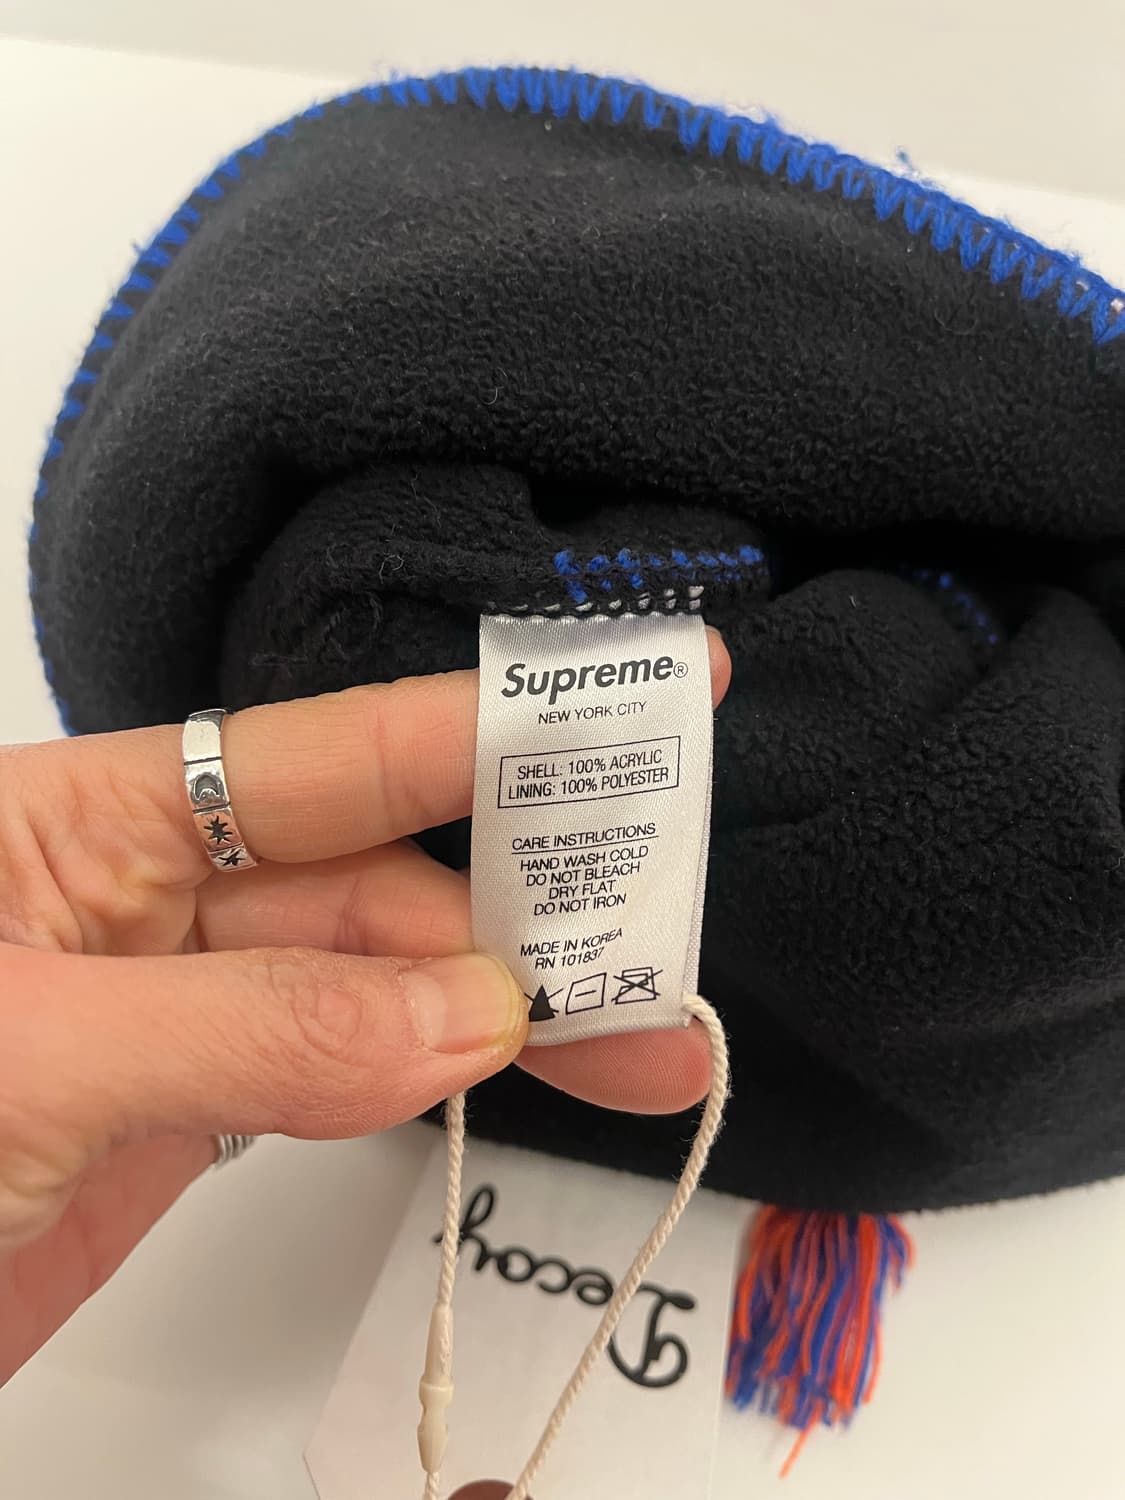 Supreme®
NEW YORK CITY
SHELL: 100% ACRYLIC
LINING: 100% POLYESTER
CARE INSTRUCTIONS
HAND WASH COLD
DO NOT BLEACH
DRY FLAT
DO NOT IRON
MADE IN KOREA
RN 101837
Decoy